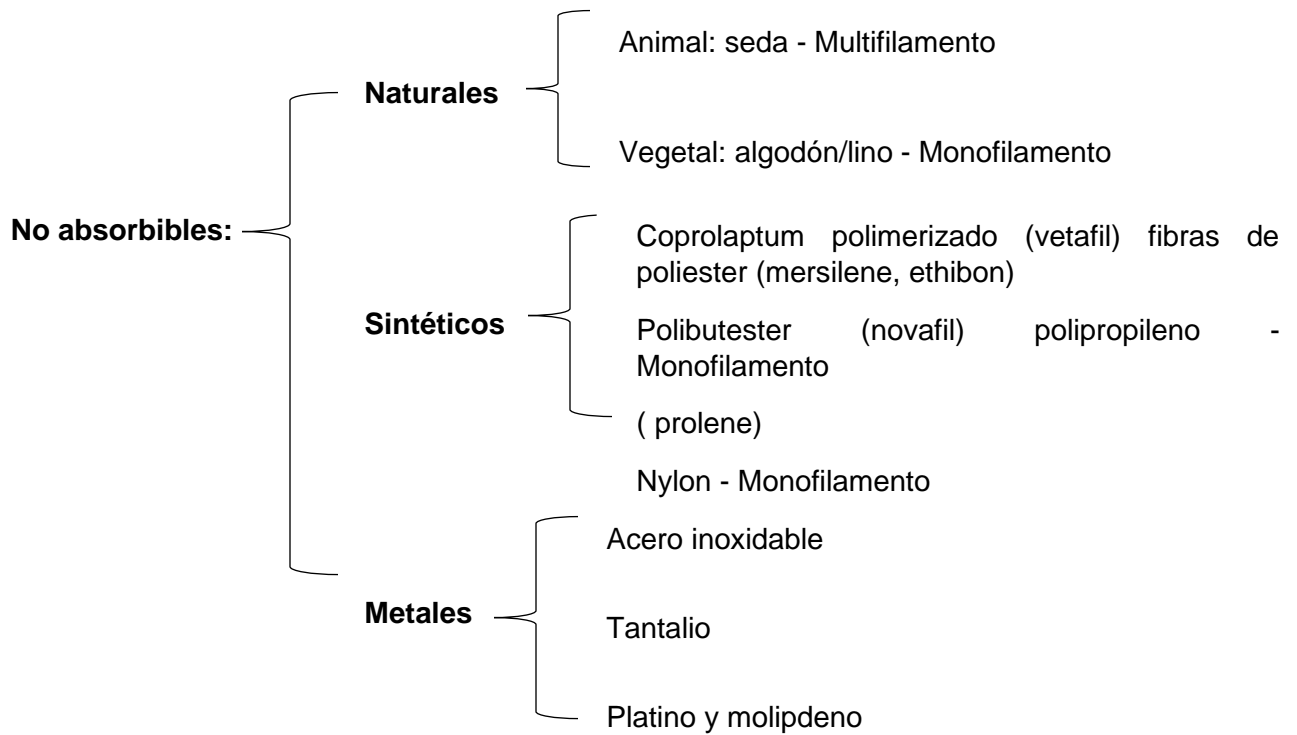 Animal: seda - Multifilamento
Naturales
Vegetal: algodón/lino - Monofilamento
No absorbibles:
Coprolaptum polimerizado (vetafil) fibras de
poliester (mersilene, ethibon)
Sintéticos
Polibutester (novafil) polipropileno -
Monofilamento
( prolene)
Nylon - Monofilamento
Acero inoxidable
Metales
Tantalio
Platino y molipdeno